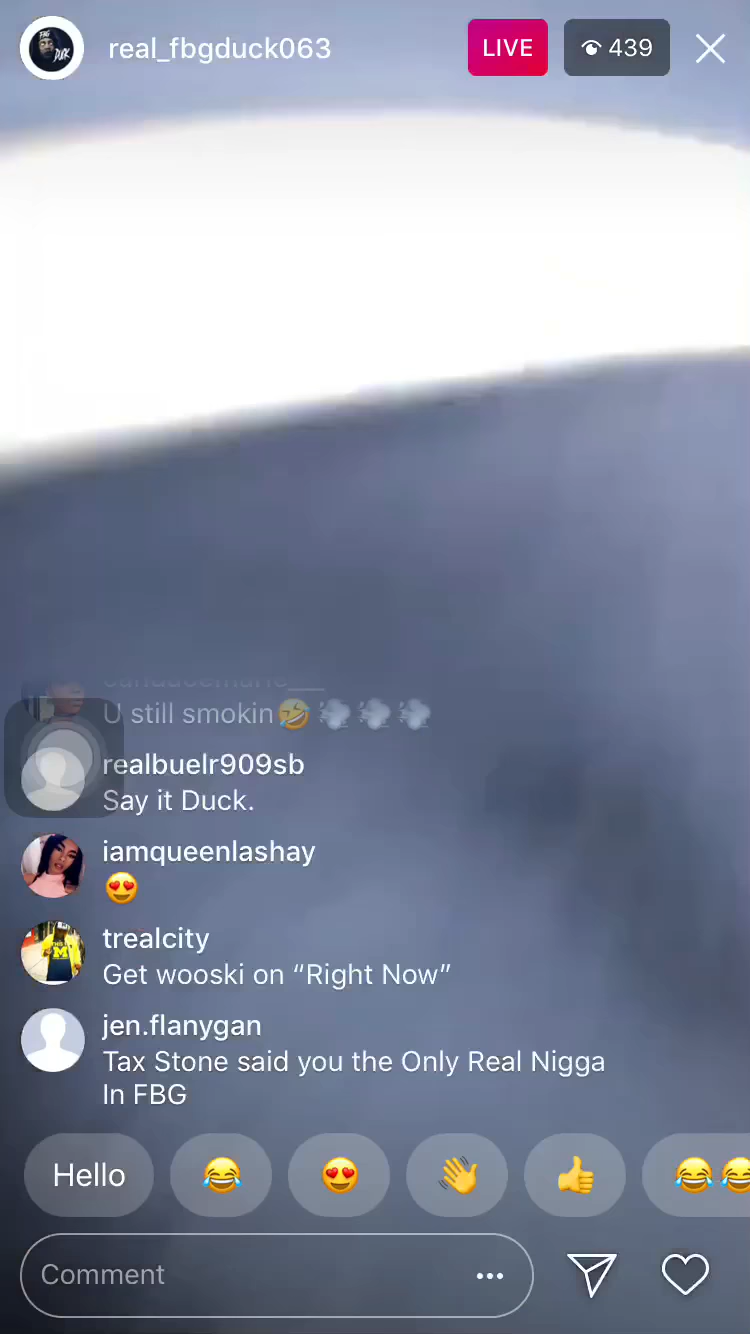 real_fbgduck063
LIVE
439
U still smokin🤣💨💨💨
realbuelr909sb
Say it Duck.
iamqueenlashay
😍
trealcity
Get wooski on “Right Now”
jen.flanygan
Tax Stone said you the Only Real Nigga
In FBG
Hello 😂 😍 👋 👍 😂😂
Comment